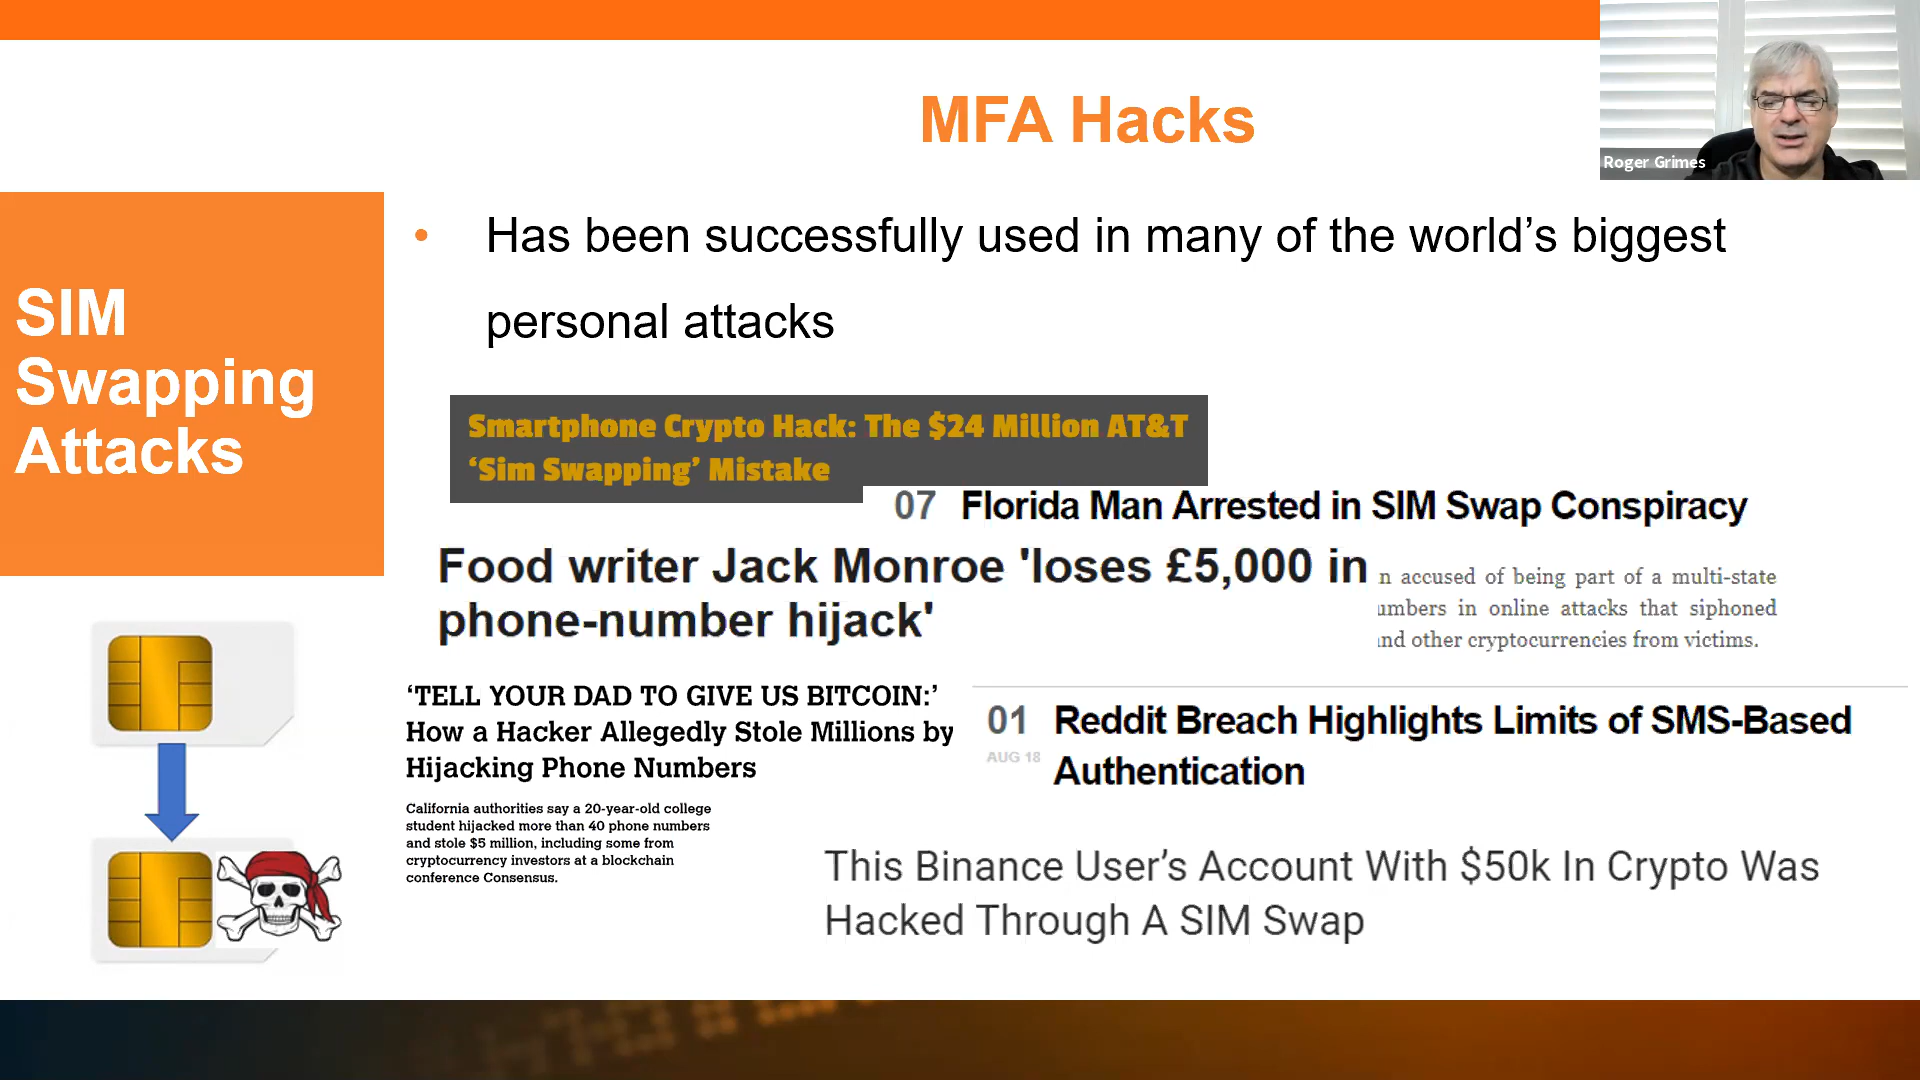 MFA Hacks
Roger Grimes
SIM
Swapping
Attacks
• Has been successfully used in many of the world’s biggest
personal attacks
Smartphone Crypto Hack: The $24 Million AT&T
‘Sim Swapping’ Mistake
07 Florida Man Arrested in SIM Swap Conspiracy
Food writer Jack Monroe 'loses £5,000 in
phone-number hijack'
n accused of being part of a multi-state
umbers in online attacks that siphoned
nd other cryptocurrencies from victims.
‘TELL YOUR DAD TO GIVE US BITCOIN:’
How a Hacker Allegedly Stole Millions by
Hijacking Phone Numbers
California authorities say a 20-year-old college
student hijacked more than 40 phone numbers
and stole $5 million, including some from
cryptocurrency investors at a blockchain
conference Consensus.
01 Reddit Breach Highlights Limits of SMS-Based
AUG 18 Authentication
This Binance User’s Account With $50k In Crypto Was
Hacked Through A SIM Swap